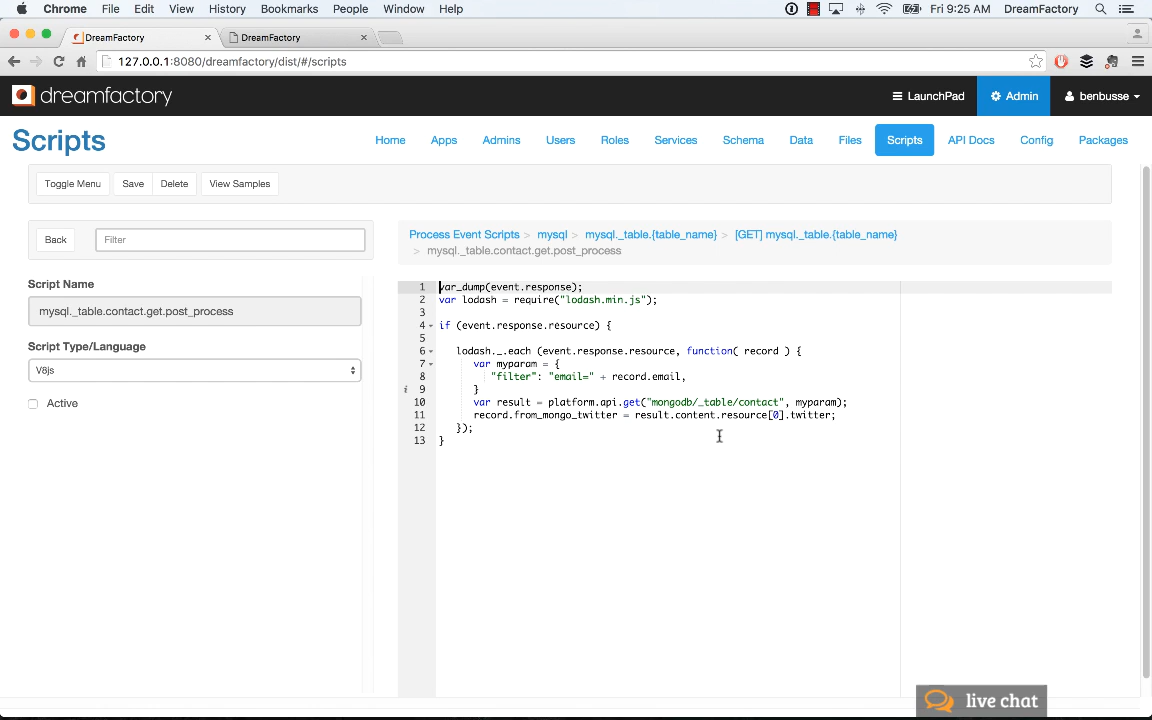 Chrome File Edit View History Bookmarks People Window Help Fri 9:25 AM DreamFactory
DreamFactory × DreamFactory ×
127.0.0.1:8080/dreamfactory/dist/#/scripts
dreamfactory LaunchPad Admin benbusse
Scripts Home Apps Admins Users Roles Services Schema Data Files Scripts API Docs Config Packages
Toggle Menu Save Delete View Samples
Back Filter
Process Event Scripts > mysql > mysql._table.{table_name} > [GET] mysql._table.{table_name}
> mysql._table.contact.get.post_process
Script Name
mysql._table.contact.get.post_process
Script Type/Language
V8js
Active
1 var_dump(event.response);
2 var lodash = require("lodash.min.js");
3
4 if (event.response.resource) {
5
6 lodash._.each (event.response.resource, function( record ) {
7 var myparam = {
8 "filter": "email=" + record.email,
i 9 }
10 var result = platform.api.get("mongodb/_table/contact", myparam);
11 record.from_mongo_twitter = result.content.resource[0].twitter;
12 });
13 }
live chat